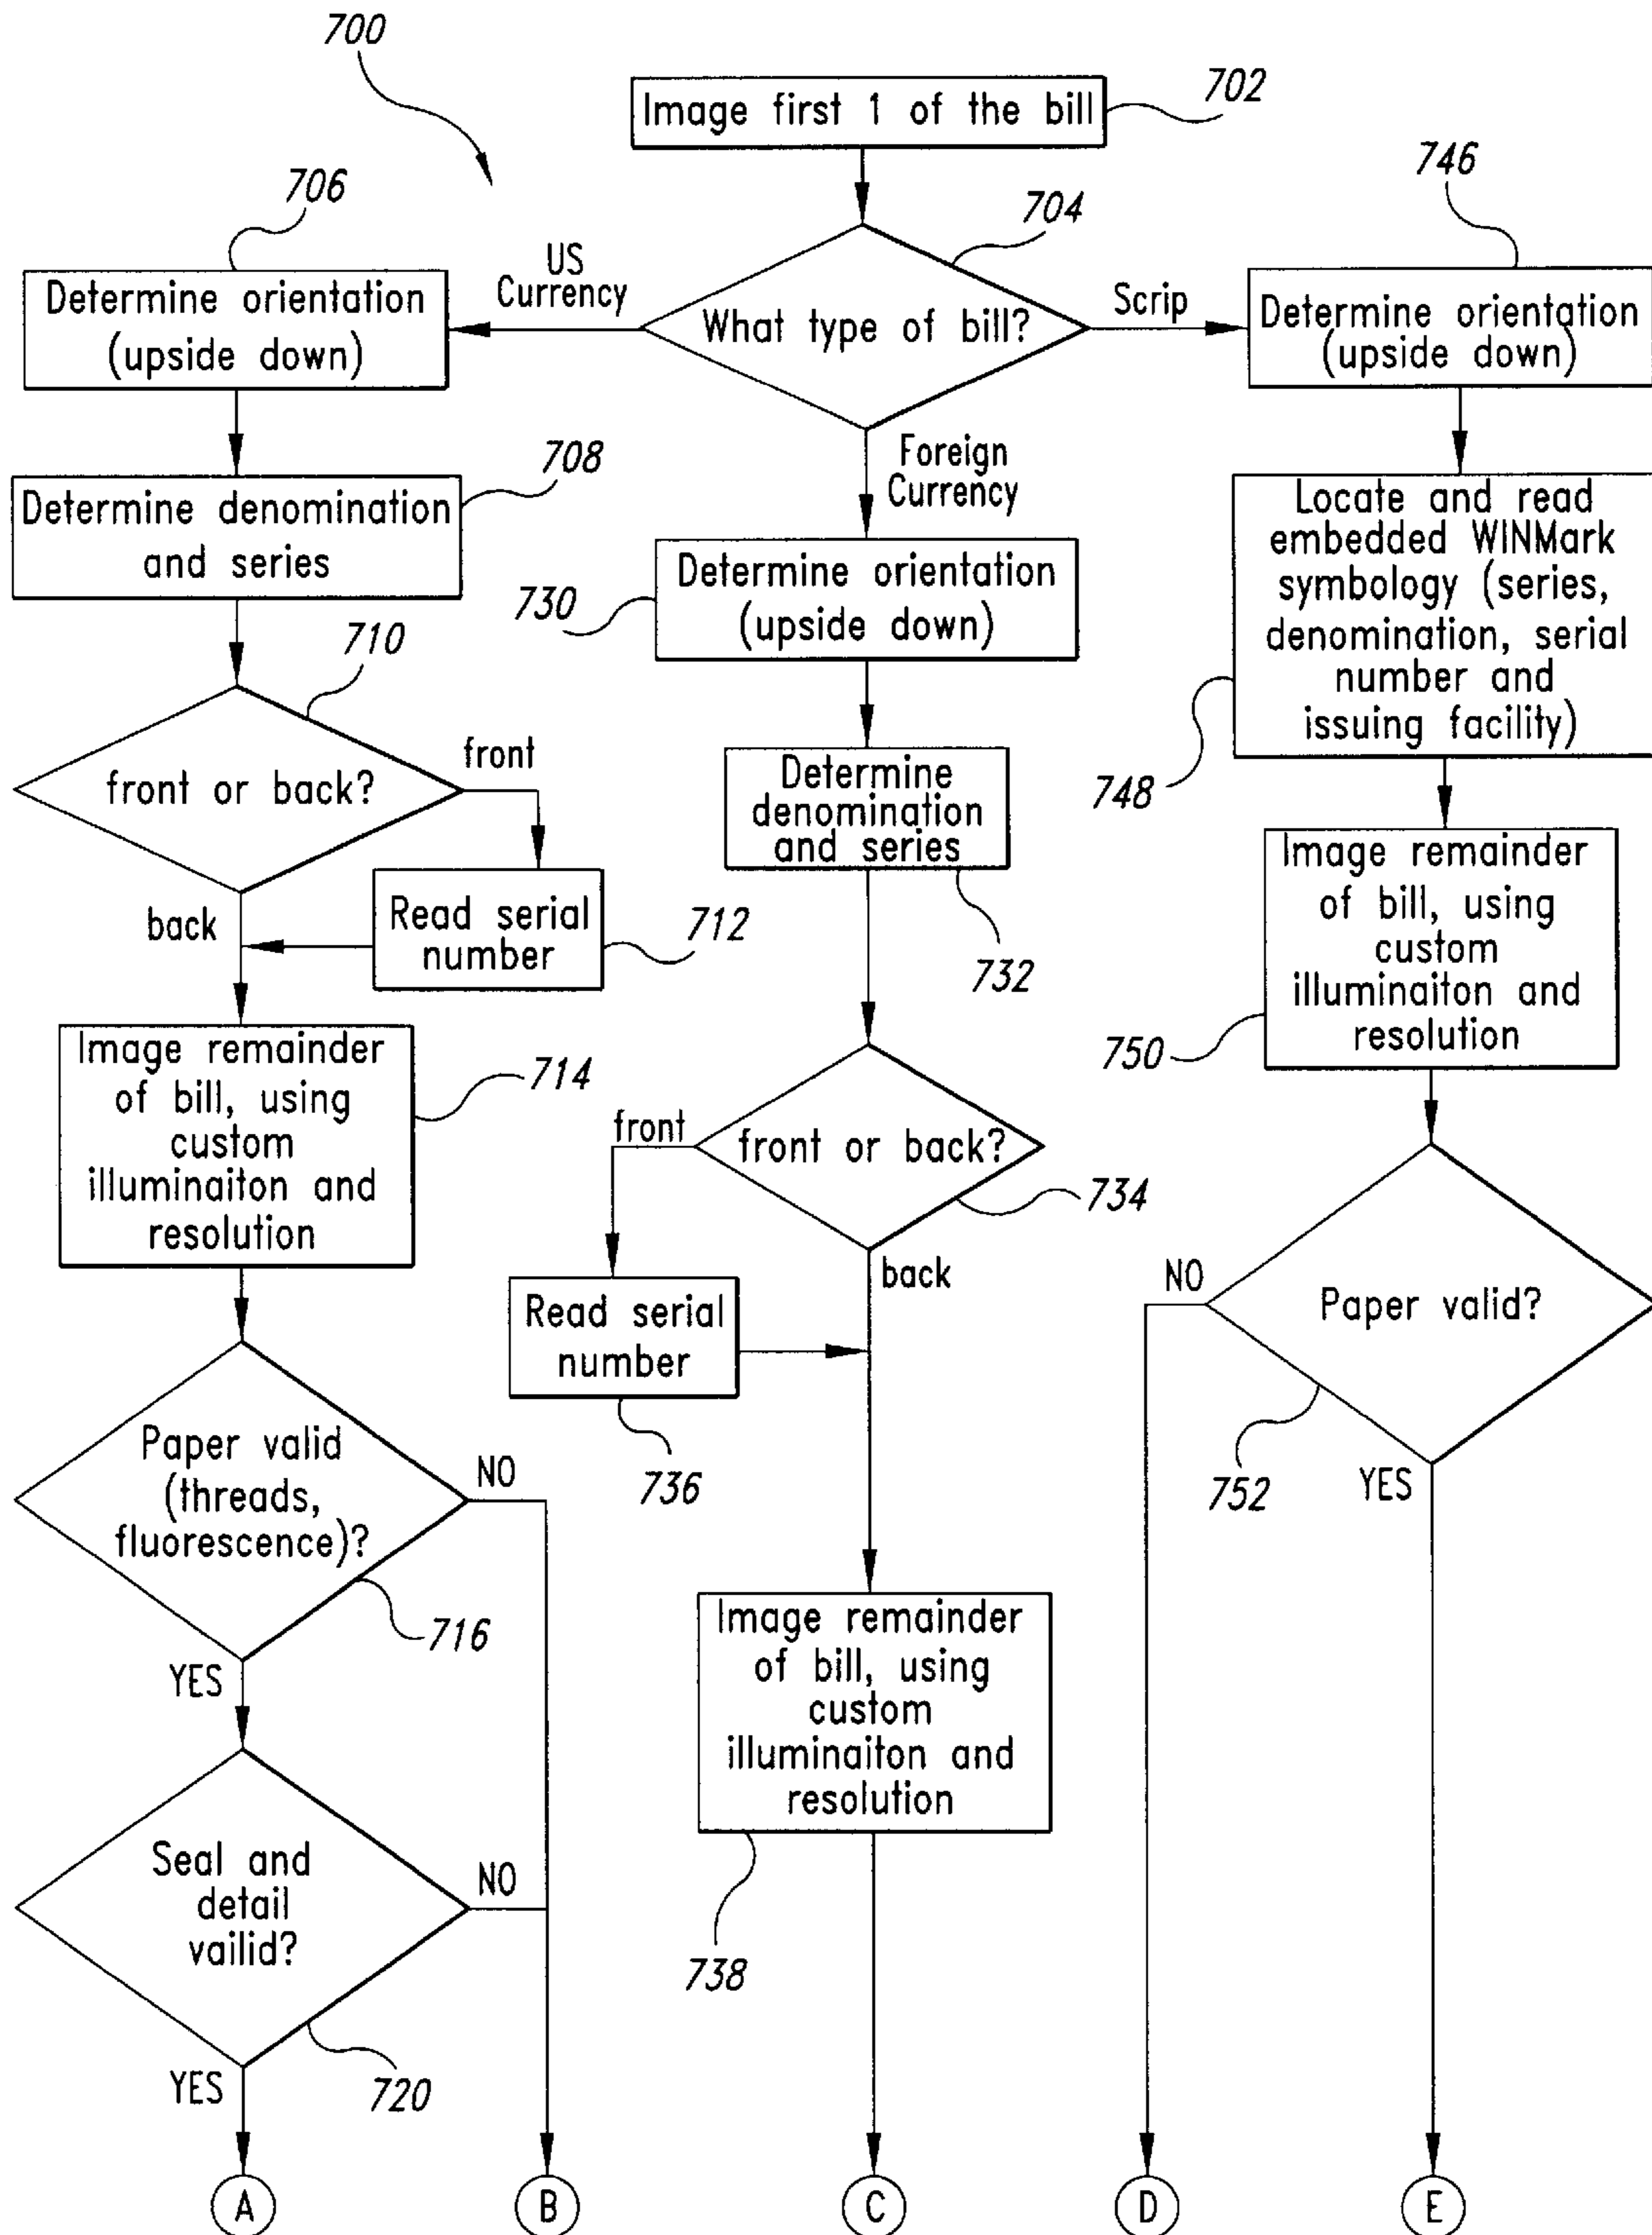 700
Image first 1 of the bill
702
704
What type of bill?
US
Currency
706
Determine orientation
(upside down)
708
Determine denomination
and series
710
front or back?
front
back
Read serial
number
712
Image remainder
of bill, using
custom
illuminaiton and
resolution
714
Paper valid
(threads,
fluorescence)?
NO
716
YES
Seal and
detail
vailid?
NO
720
YES
A
B
Foreign
Currency
Determine orientation
(upside down)
730
Determine
denomination
and series
732
front or back?
front
734
back
Read serial
number
736
Image remainder
of bill, using
custom
illuminaiton and
resolution
738
C
Scrip
746
Determine orientation
(upside down)
Locate and read
embedded WINMark
symbology (series,
denomination, serial
number and
issuing facility)
748
Image remainder
of bill, using
custom
illuminaiton and
resolution
750
Paper valid?
NO
752
YES
D
E